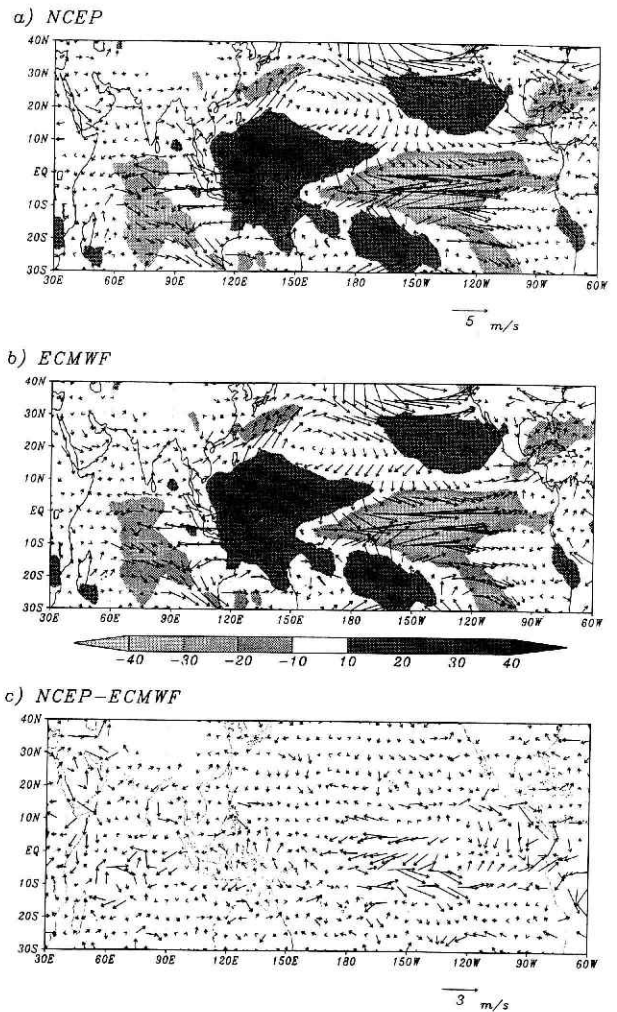 a) NCEP
40N
30N
20N
10N
EQ
10S
20S
30S
30E 60E 90E 120E 150E 180 150W 120W 90W 60W
5 m/s
b) ECMWF
40N
30N
20N
10N
EQ
10S
20S
30S
30E 60E 90E 120E 150E 180 150W 120W 90W 60W
-40 -30 -20 -10 10 20 30 40
c) NCEP-ECMWF
40N
30N
20N
10N
EQ
10S
20S
30S
30E 60E 90E 120E 150E 180 150W 120W 90W 60W
3 m/s